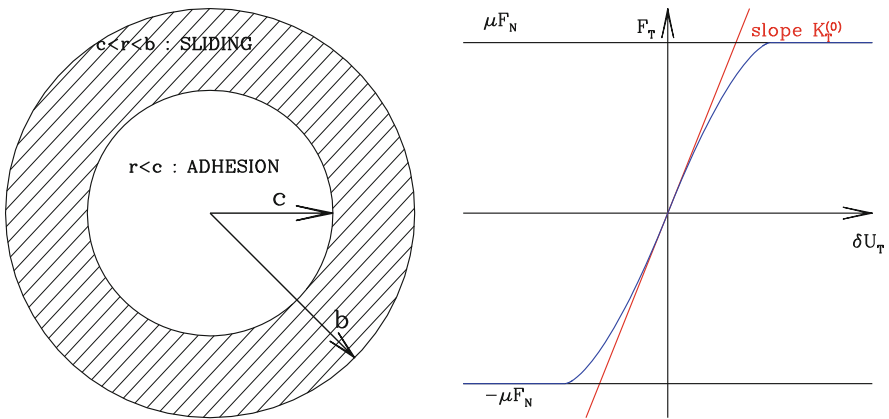 c<r<b : SLIDING
r<c : ADHESION
c
b
μF_N
F_T
slope K_T^(0)
δU_T
-μF_N